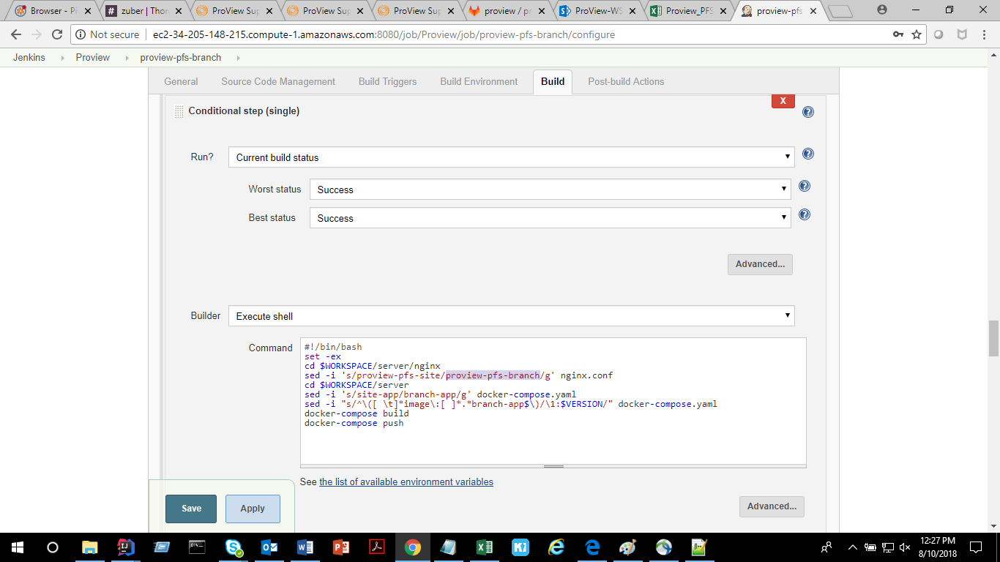 Browser - P
zuber | Thor
ProView Sup
ProView Sup
ProView Sup
proview / p
ProView-WS
Preview_PFS
proview-pfs
Not secure
ec2-34-205-148-215.compute-1.amazonaws.com:8080/job/Proview/job/proview-pfs-branch/configure
Jenkins
Proview
proview-pfs-branch
General
Source Code Management
Build Triggers
Build Environment
Build
Post-build Actions
X
Conditional step (single)
Run?
Current build status
Worst status
Success
Best status
Success
Advanced...
Builder
Execute shell
Command
#!/bin/bash
set -ex
cd $WORKSPACE/server/nginx
sed -i 's/proview-pfs-site/proview-pfs-branch/g' nginx.conf
cd $WORKSPACE/server
sed -i 's/site-app/branch-app/g' docker-compose.yaml
sed -i "s/^\([ \t]*image\:[ ]*.*branch-app$\)/\1:$VERSION/" docker-compose.yaml
docker-compose build
docker-compose push
See the list of available environment variables
Save
Apply
Advanced...
12:27 PM
8/10/2018